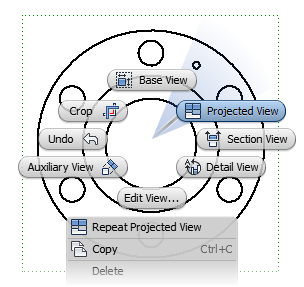 Base View
Crop
Projected View
Undo
Section View
Auxiliary View
Detail View
Edit View...
Repeat Projected View
Copy Ctrl+C
Delete